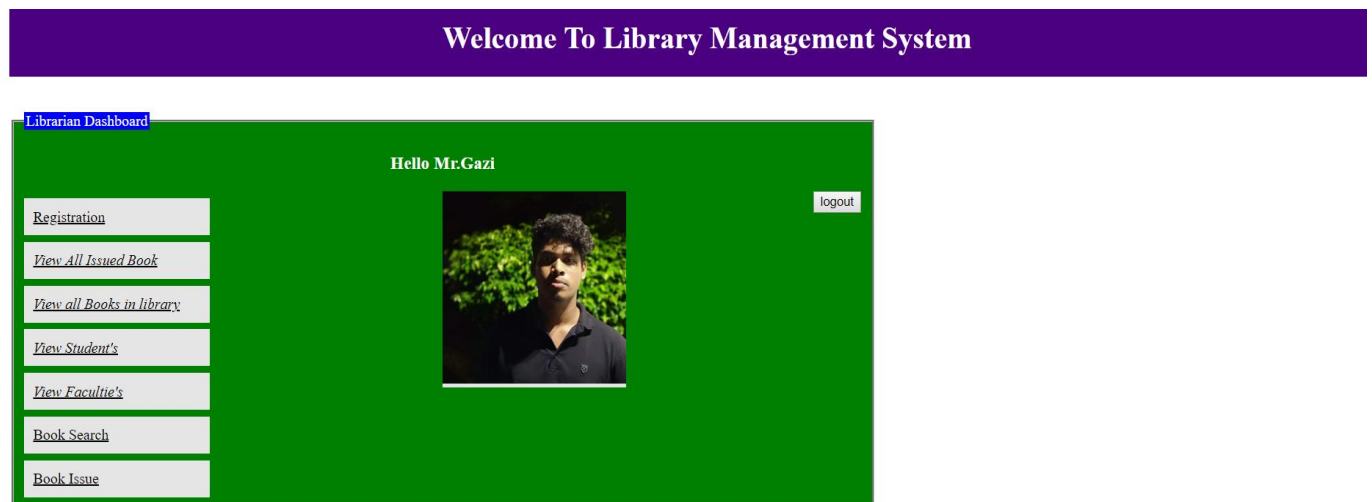 Welcome To Library Management System
Librarian Dashboard
Hello Mr.Gazi
logout
Registration
View All Issued Book
View all Books in library
View Student's
View Facultie's
Book Search
Book Issue